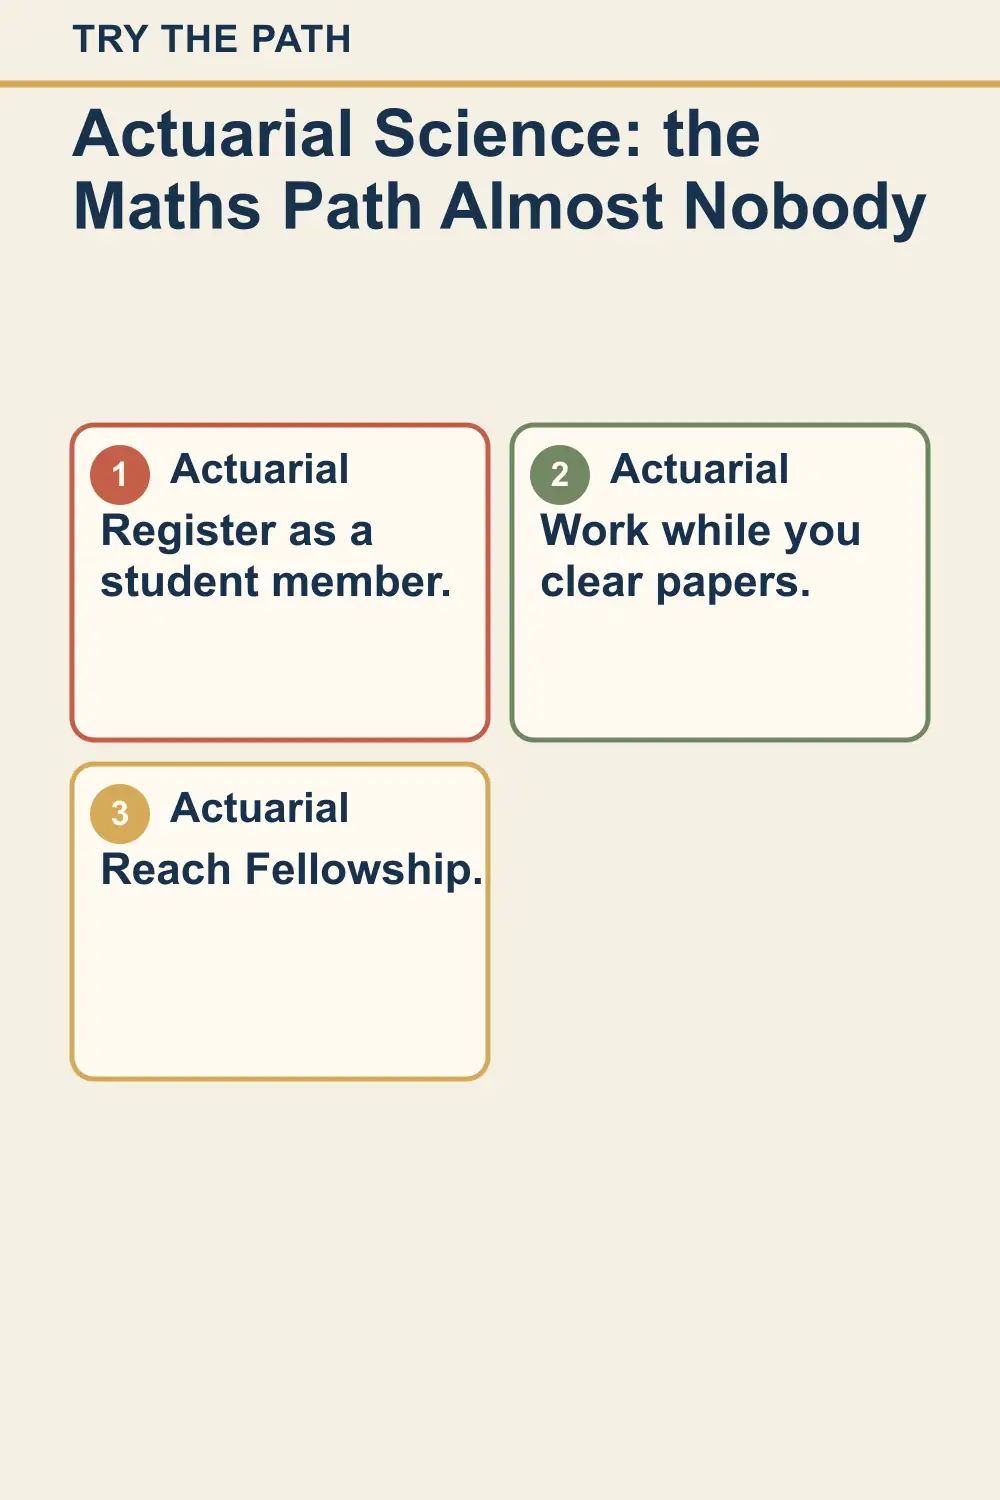 TRY THE PATH
Actuarial Science: the
Maths Path Almost Nobody
1 Actuarial
Register as a
student member.
2 Actuarial
Work while you
clear papers.
3 Actuarial
Reach Fellowship.